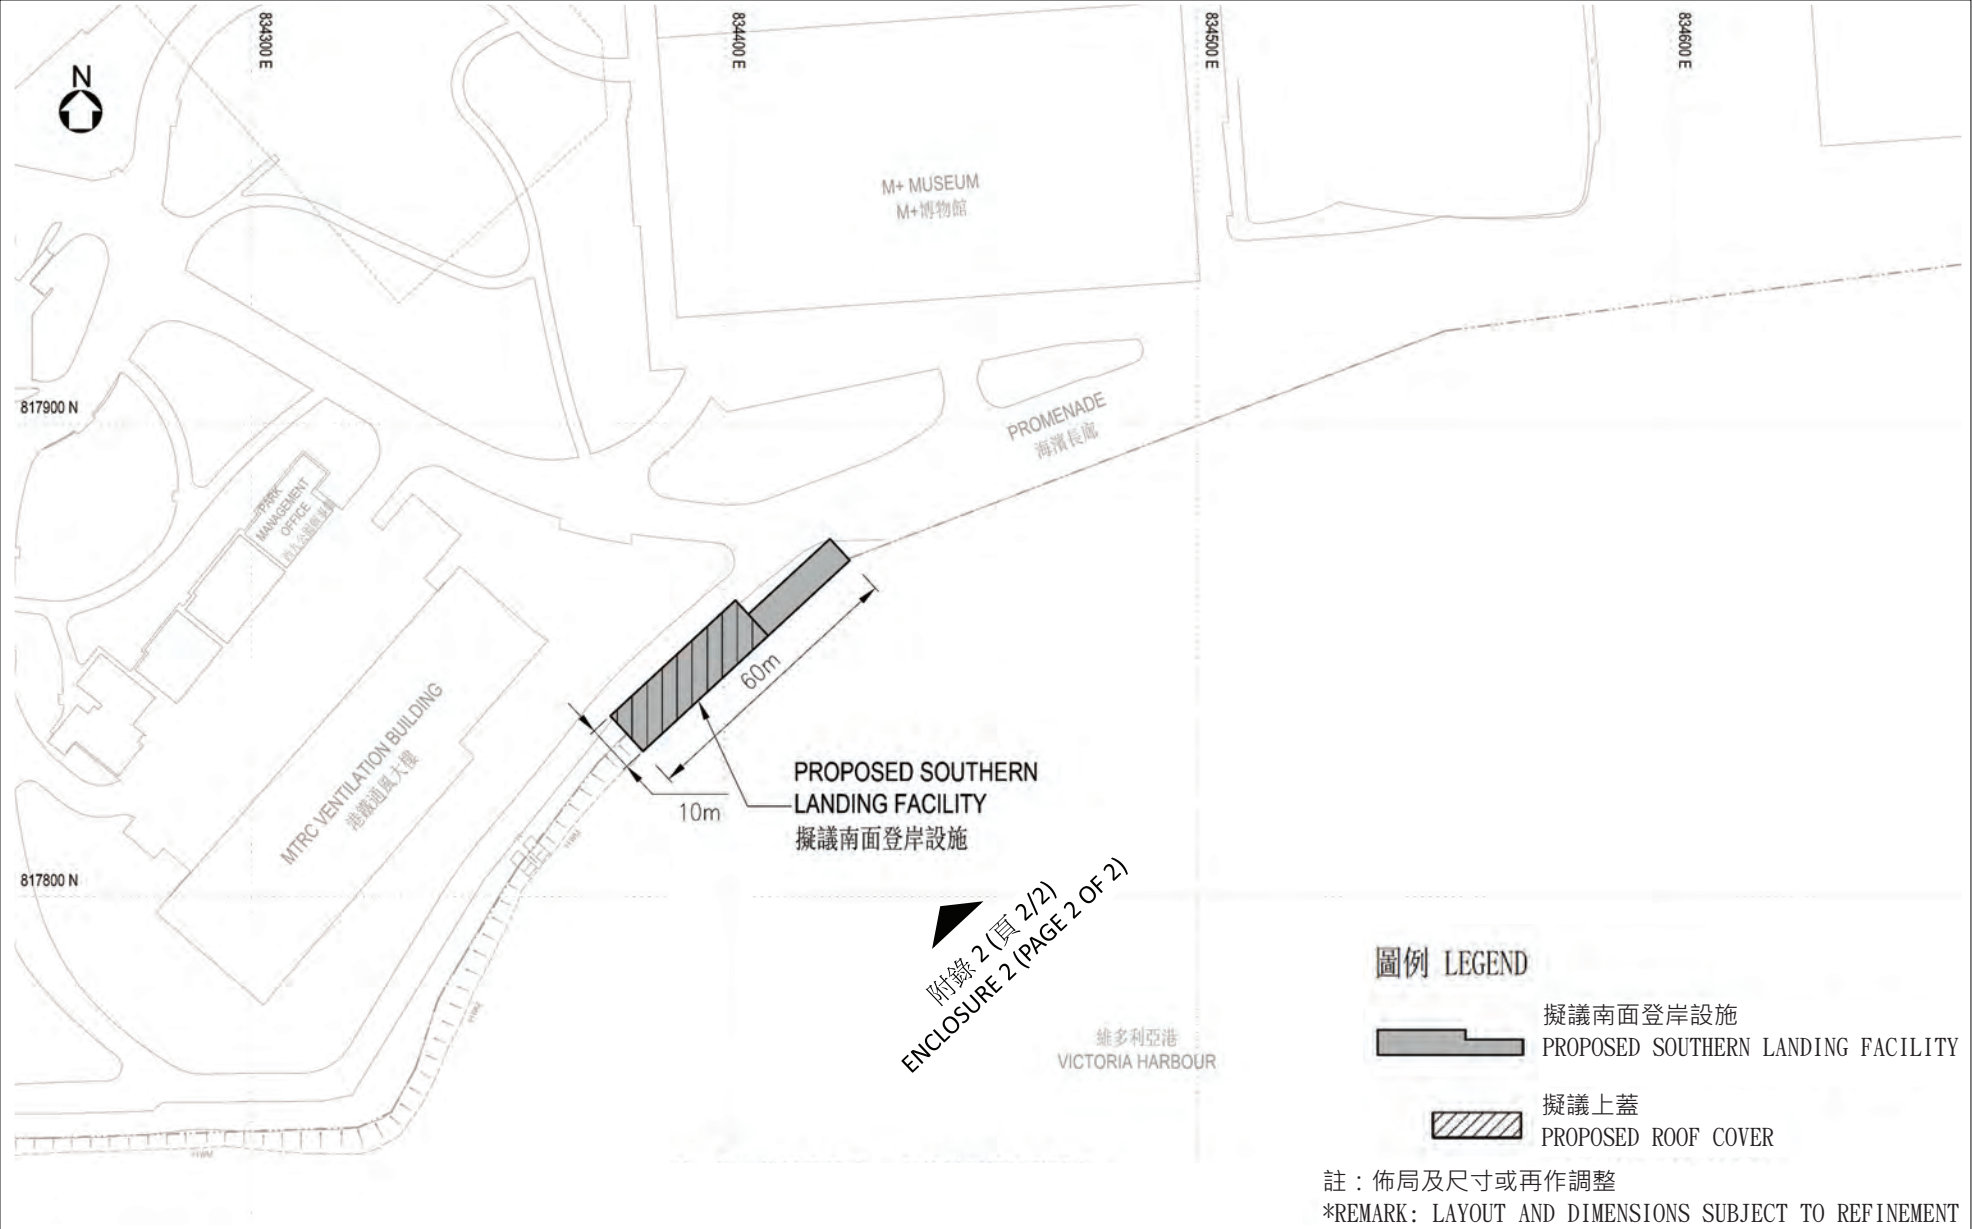 834300 E
834400 E
834500 E
834600 E
N
M+ MUSEUM
M+博物館
817900 N
PROMENADE
海濱長廊
PARK
MANAGEMENT
OFFICE
MTRC VENTILATION BUILDING
港鐵通風大樓
60m
10m
PROPOSED SOUTHERN
LANDING FACILITY
擬議南面登岸設施
817800 N
附錄 2 (頁 2/2)
ENCLOSURE 2 (PAGE 2 OF 2)
維多利亞港
VICTORIA HARBOUR
圖例 LEGEND
擬議南面登岸設施
PROPOSED SOUTHERN LANDING FACILITY
擬議上蓋
PROPOSED ROOF COVER
註：佈局及尺寸或再作調整
*REMARK: LAYOUT AND DIMENSIONS SUBJECT TO REFINEMENT